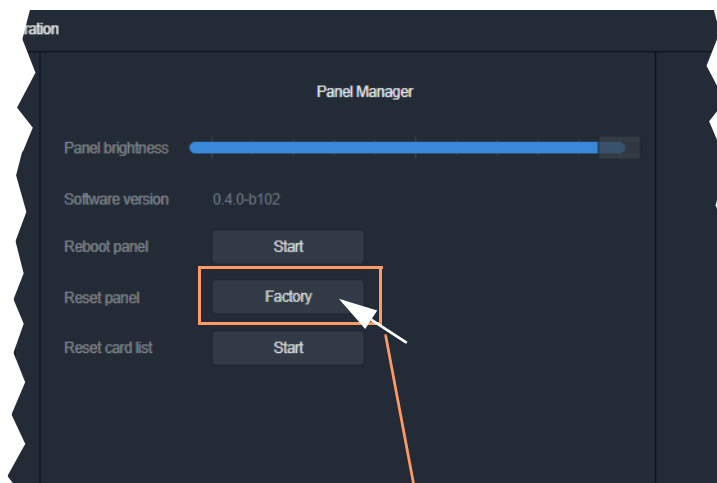 ration
Panel Manager
Panel brightness
Software version 0.4.0-b102
Reboot panel Start
Reset panel Factory
Reset card list Start